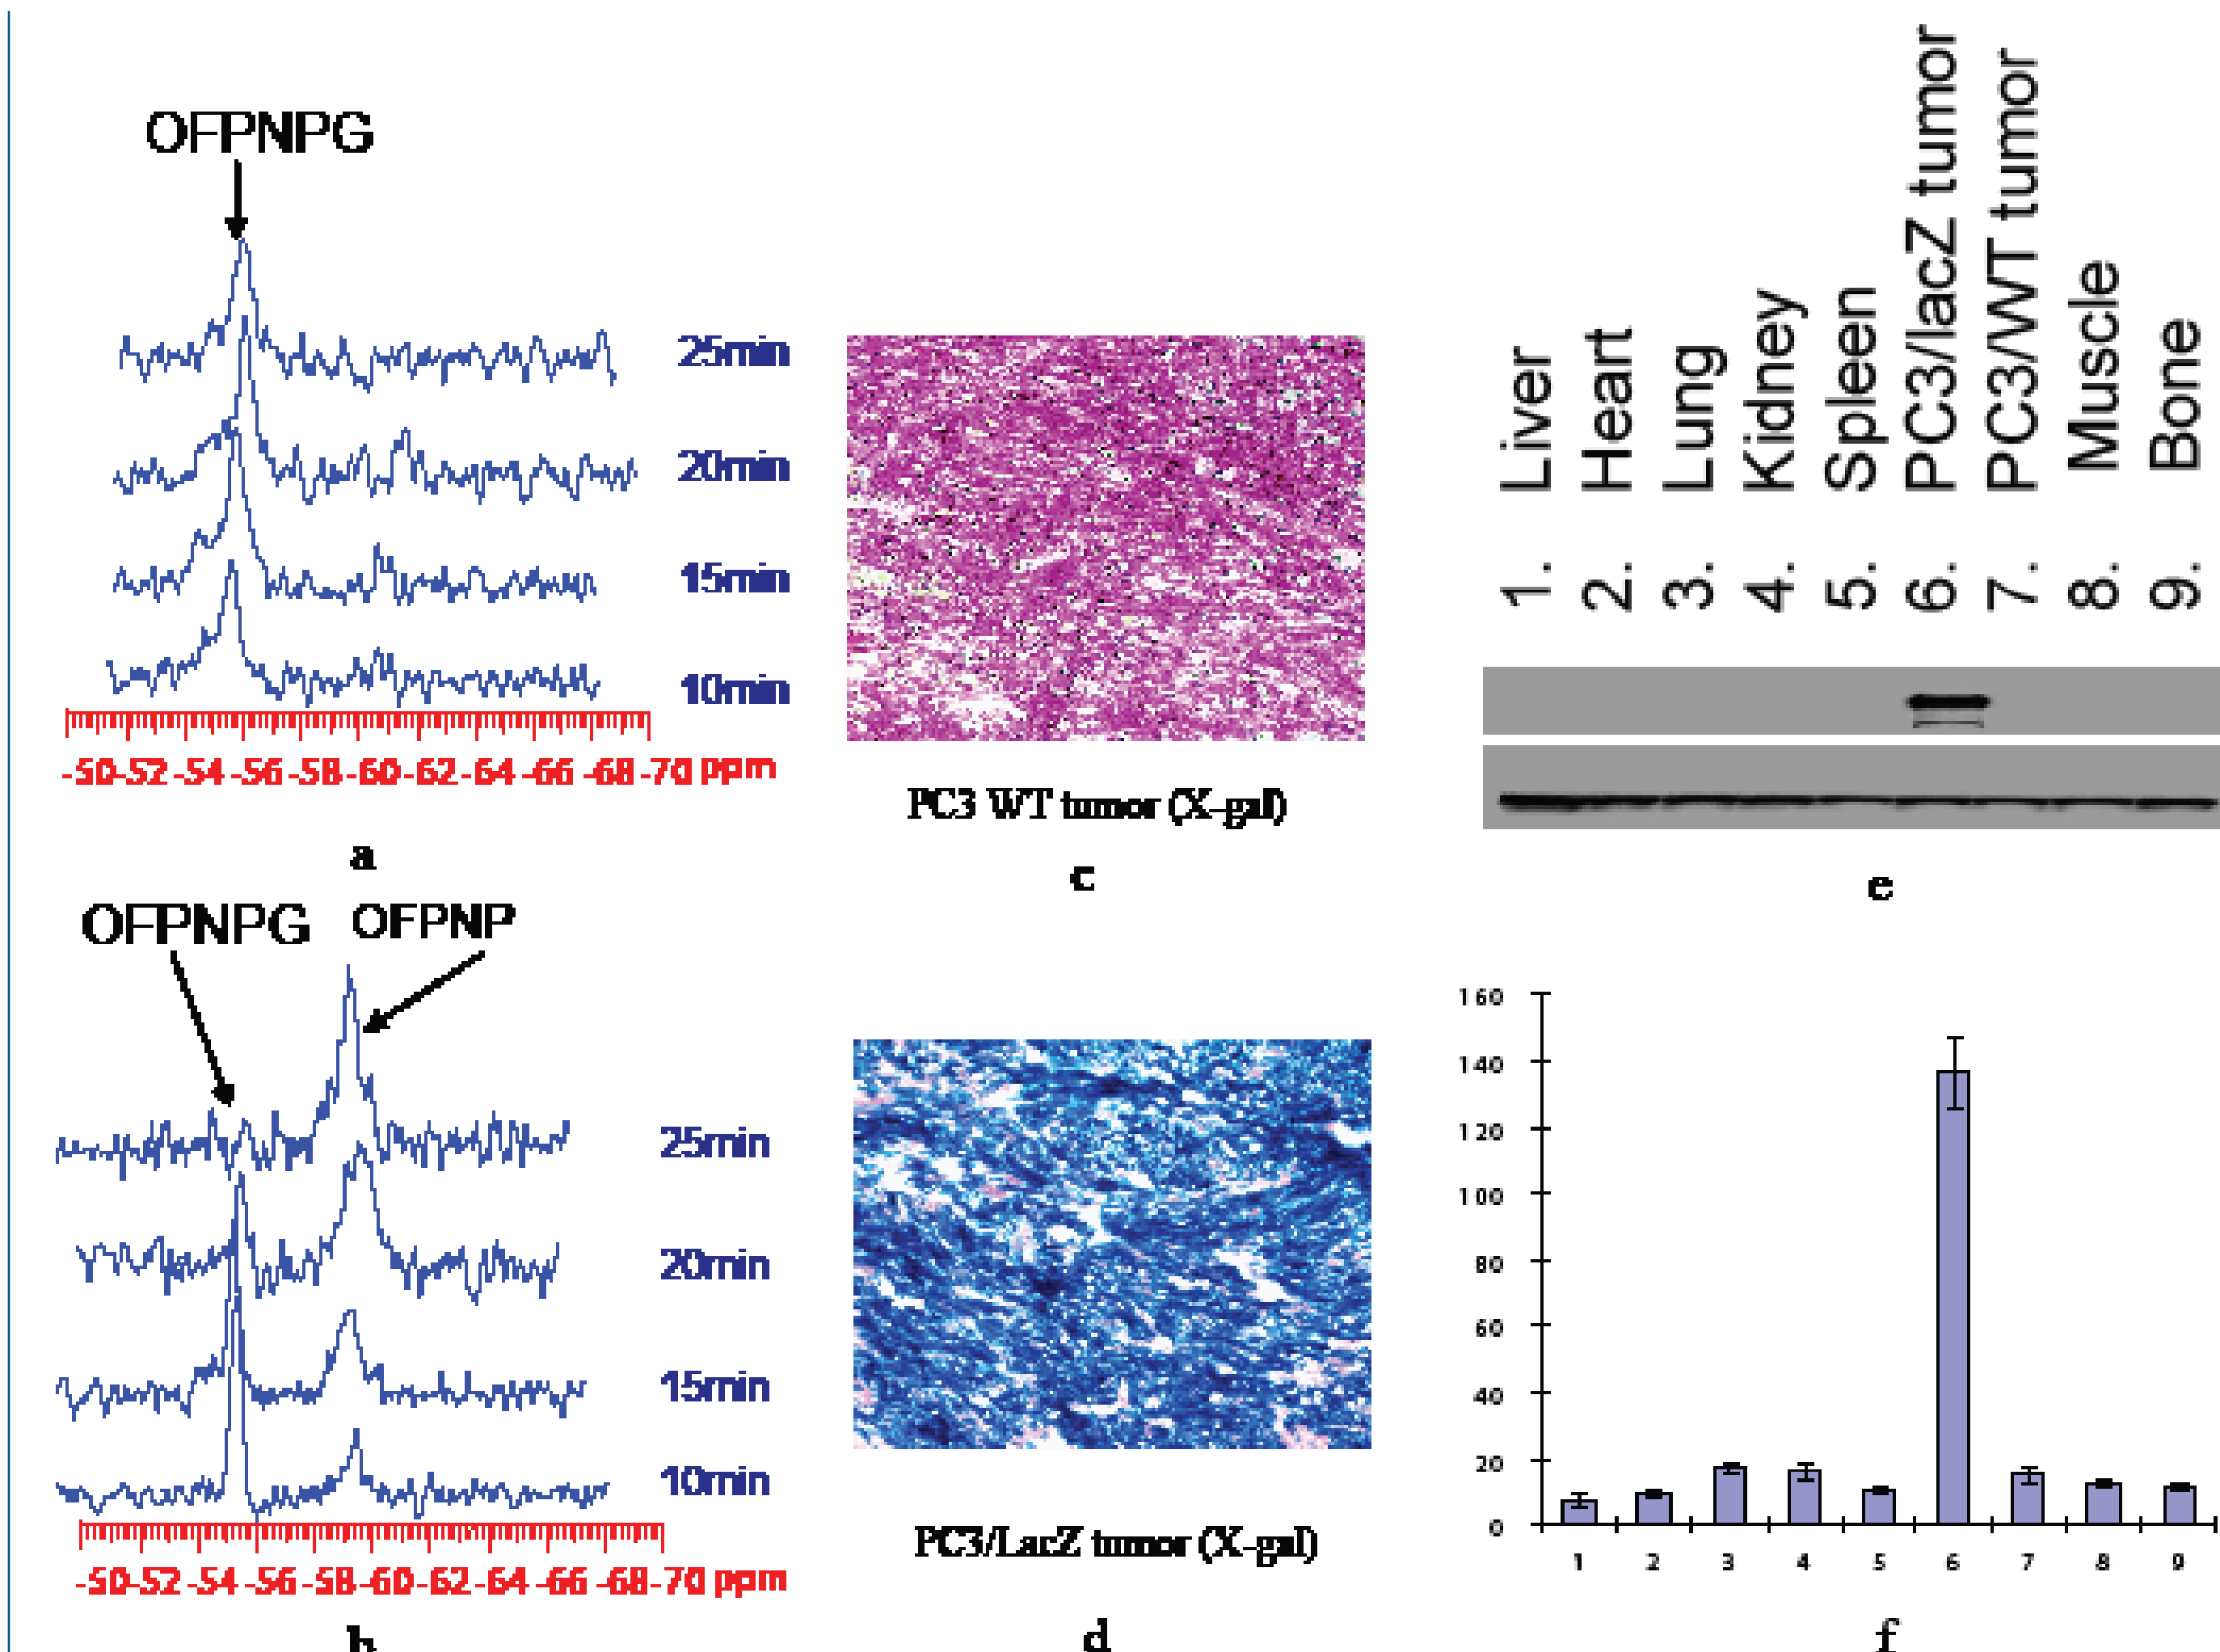 OFPNPG
25min
20min
15min
10min
-50 -52 -54 -56 -58 -60 -62 -64 -66 -68 -70 ppm
a
PC3 WT tumor (X-gal)
c
1. Liver
2. Heart
3. Lung
4. Kidney
5. Spleen
6. PC3/lacZ tumor
7. PC3/WT tumor
8. Muscle
9. Bone
e
OFPNPG OFPNP
25min
20min
15min
10min
-50 -52 -54 -56 -58 -60 -62 -64 -66 -68 -70 ppm
b
PC3/LacZ tumor (X-gal)
d
160
140
120
100
80
60
40
20
0
1 2 3 4 5 6 7 8 9
f